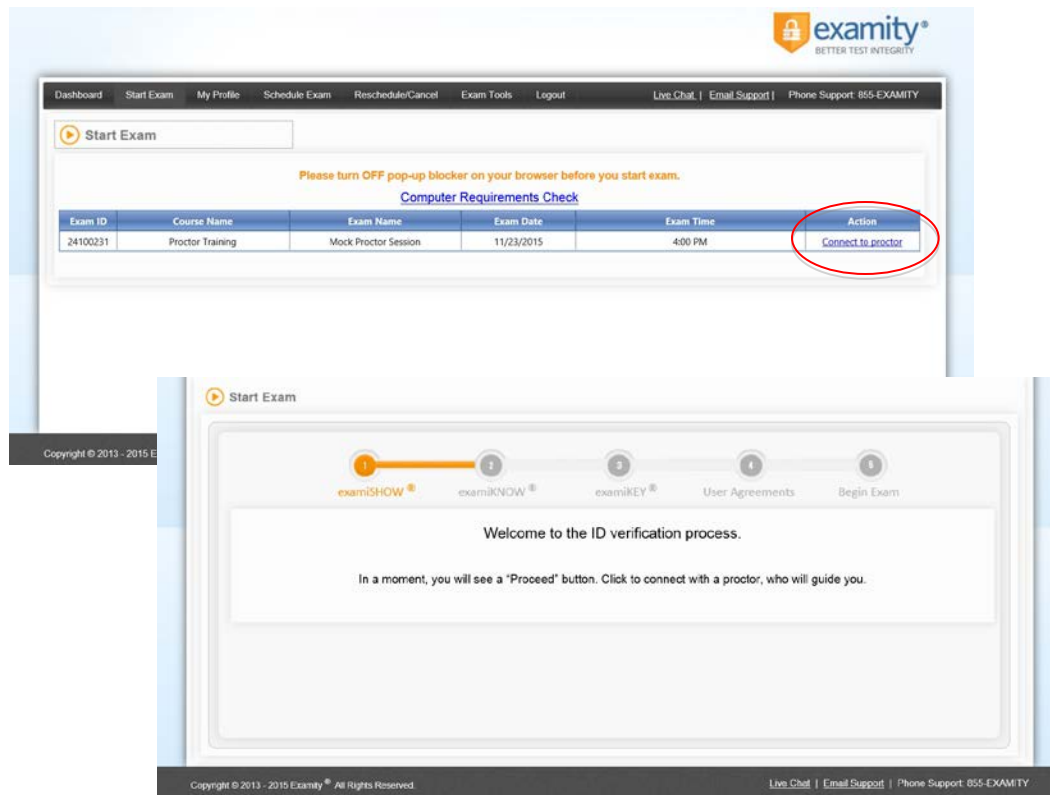 examity®
BETTER TEST INTEGRITY
Dashboard Start Exam My Profile Schedule Exam Reschedule/Cancel Exam Tools Logout Live Chat | Email Support | Phone Support: 855-EXAMITY
Start Exam
Please turn OFF pop-up blocker on your browser before you start exam.
Computer Requirements Check
Exam ID Course Name Exam Name Exam Date Exam Time Action
24100231 Proctor Training Mock Proctor Session 11/23/2015 4:00 PM Connect to proctor
Copyright © 2013 - 2015 E
Start Exam
1 2 3 4 5
examiSHOW ® examiKNOW ® examiKEY ® User Agreements Begin Exam
Welcome to the ID verification process.
In a moment, you will see a "Proceed" button. Click to connect with a proctor, who will guide you.
Copyright © 2013 - 2015 Examity ® All Rights Reserved. Live Chat | Email Support | Phone Support: 855-EXAMITY